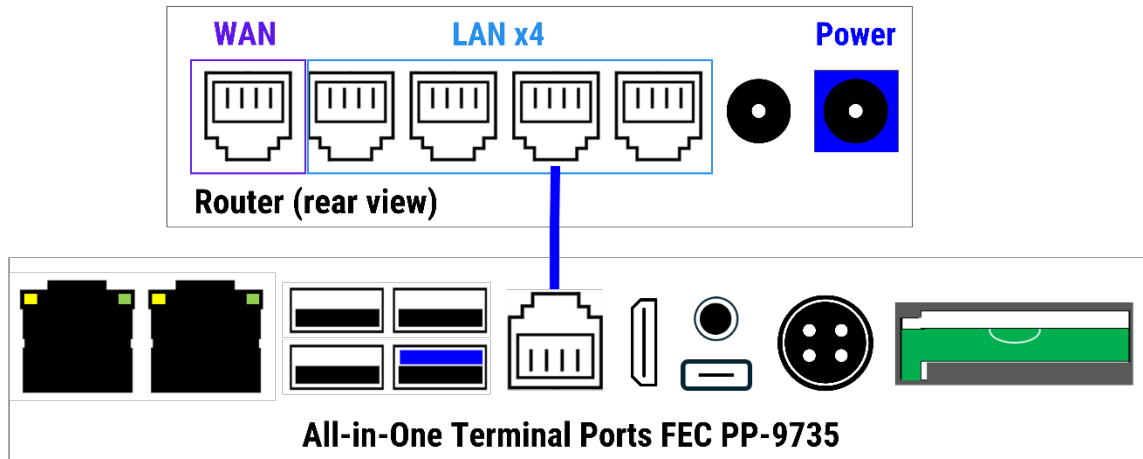 WAN
LAN x4
Power
Router (rear view)
All-in-One Terminal Ports FEC PP-9735